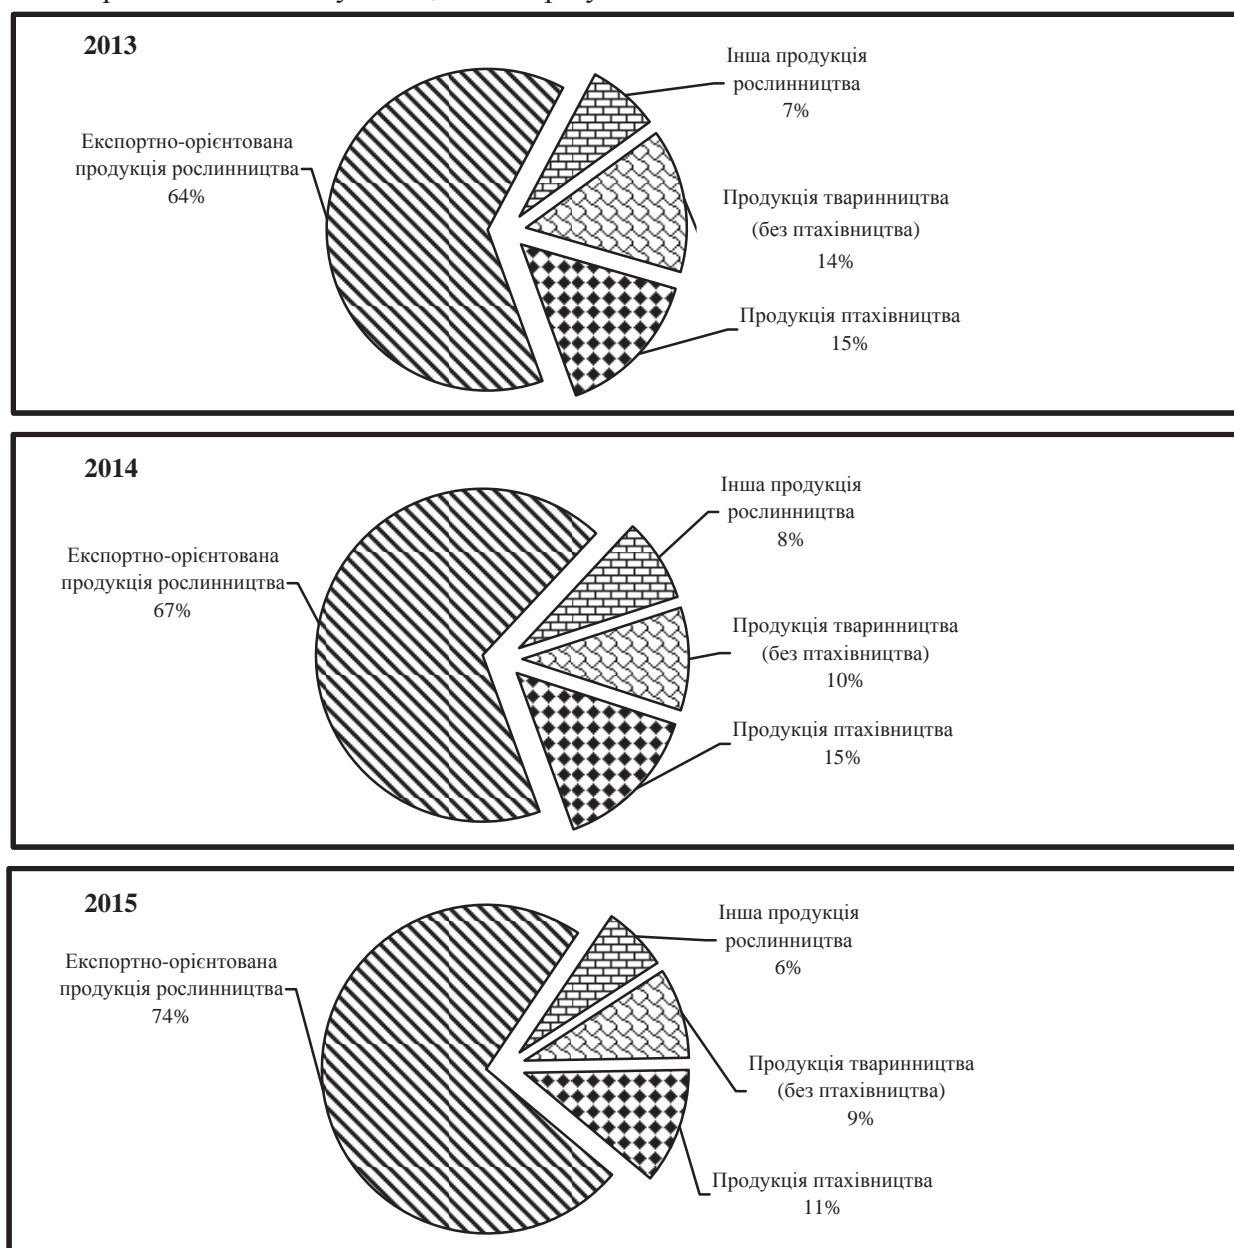 2013
Інша продукція
рослинництва
7%
Експортно-орієнтована
продукція рослинництва
64%
Продукція тваринництва
(без птахівництва)
14%
Продукція птахівництва
15%
2014
Інша продукція
рослинництва
8%
Експортно-орієнтована
продукція рослинництва
67%
Продукція тваринництва
(без птахівництва)
10%
Продукція птахівництва
15%
2015
Інша продукція
рослинництва
6%
Експортно-орієнтована
продукція рослинництва
74%
Продукція тваринництва
(без птахівництва)
9%
Продукція птахівництва
11%